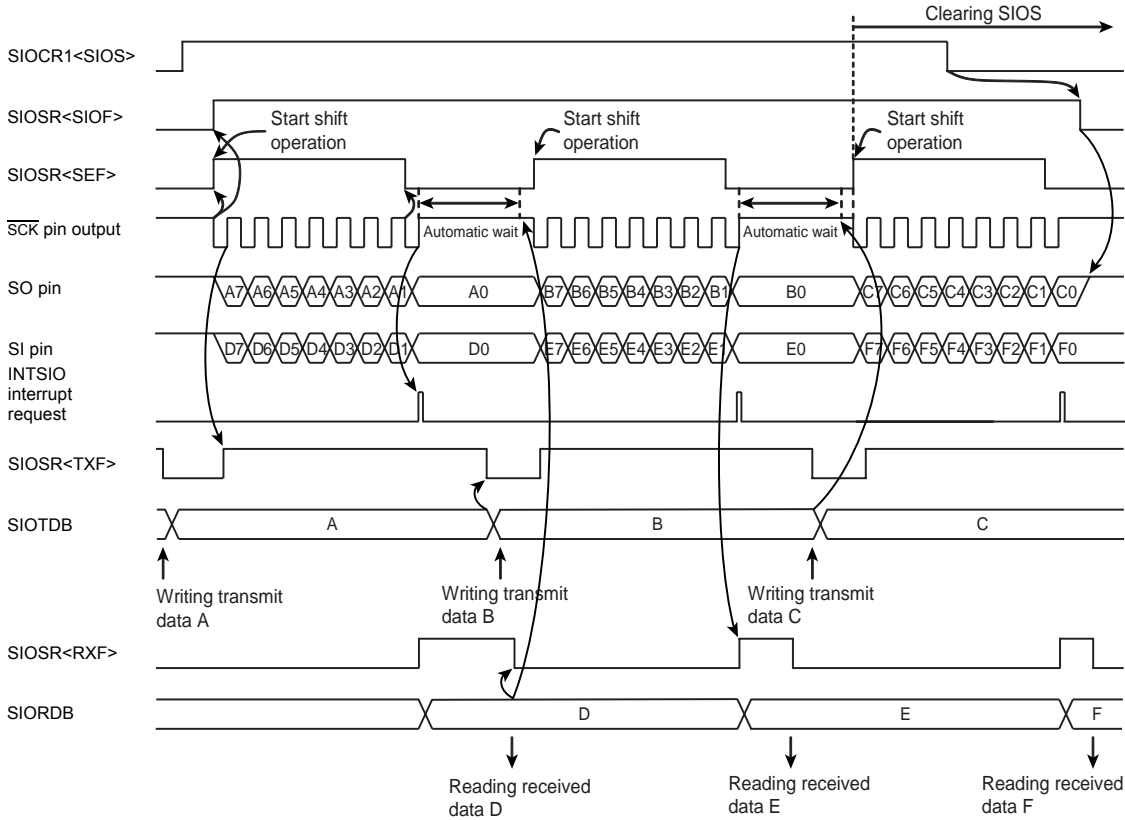 Clearing SIOS
SIOCR1<SIOS>
SIOSR<SIOF>
Start shift
operation
Start shift
operation
Start shift
operation
SIOSR<SEF>
SCK pin output
Automatic wait
Automatic wait
SO pin
A7 A6 A5 A4 A3 A2 A1 A0 B7 B6 B5 B4 B3 B2 B1 B0 C7 C6 C5 C4 C3 C2 C1 C0
SI pin
D7 D6 D5 D4 D3 D2 D1 D0 E7 E6 E5 E4 E3 E2 E1 E0 F7 F6 F5 F4 F3 F2 F1 F0
INTSIO
interrupt
request
SIOSR<TXF>
SIOTDB
A B C
Writing transmit
data A
Writing transmit
data B
Writing transmit
data C
SIOSR<RXF>
SIORDB
D E F
Reading received
data D
Reading received
data E
Reading received
data F